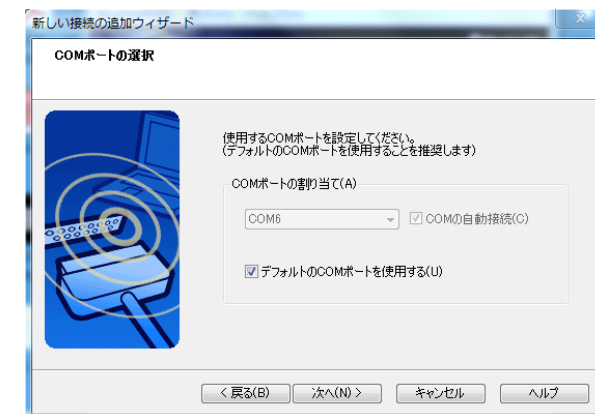 新しい接続の追加ウィザード
COMポートの選択
使用するCOMポートを設定してください。
(デフォルトのCOMポートを使用することを推奨します)
COMポートの割り当て(A)
COM6
COMの自動接続(C)
デフォルトのCOMポートを使用する(U)
< 戻る(B)
次へ(N) >
キャンセル
ヘルプ